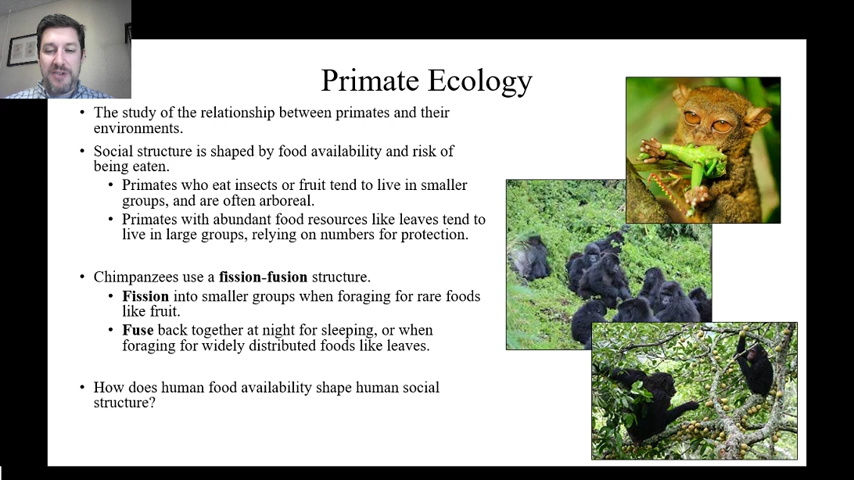 Primate Ecology
• The study of the relationship between primates and their
environments.
• Social structure is shaped by food availability and risk of
being eaten.
• Primates who eat insects or fruit tend to live in smaller
groups, and are often arboreal.
• Primates with abundant food resources like leaves tend to
live in large groups, relying on numbers for protection.
• Chimpanzees use a fission-fusion structure.
• Fission into smaller groups when foraging for rare foods
like fruit.
• Fuse back together at night for sleeping, or when
foraging for widely distributed foods like leaves.
• How does human food availability shape human social
structure?